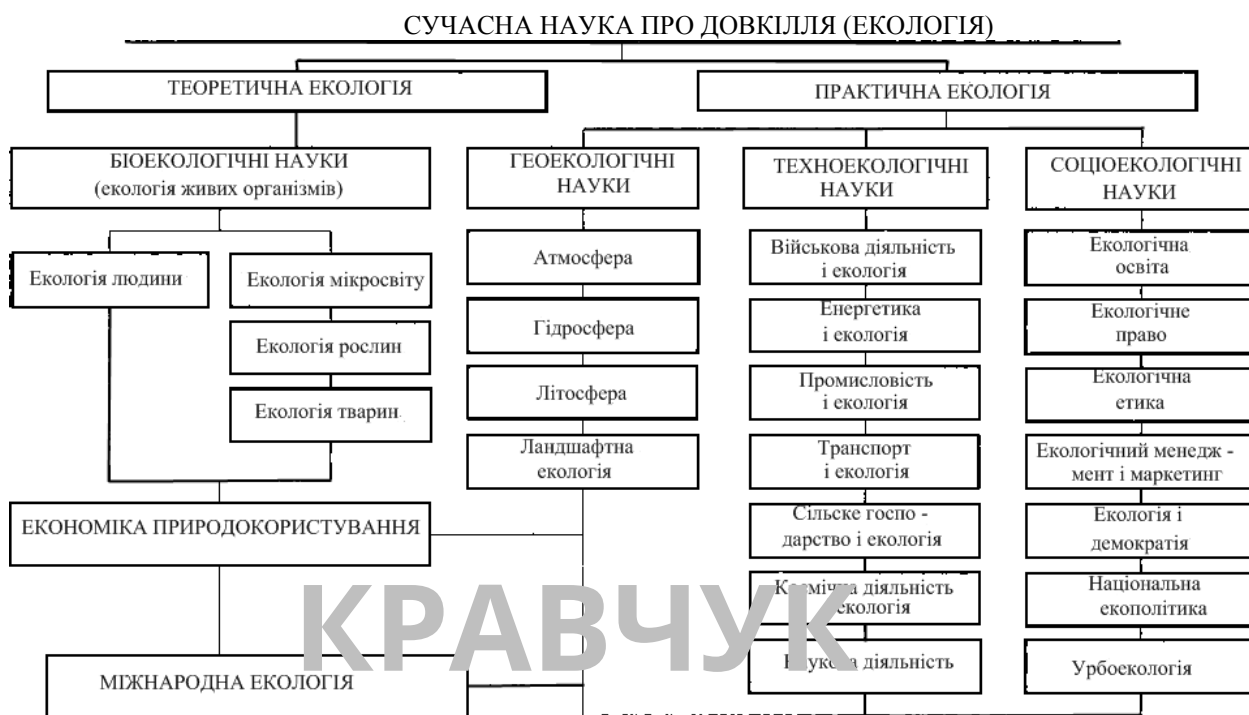 СУЧАСНА НАУКА ПРО ДОВКІЛЛЯ (ЕКОЛОГІЯ)
ТЕОРЕТИЧНА ЕКОЛОГІЯ
ПРАКТИЧНА ЕКОЛОГІЯ
БІОЕКОЛОГІЧНІ НАУКИ
(екологія живих організмів)
Екологія людини
Екологія мікросвіту
Екологія рослин
Екологія тварин
ЕКОНОМІКА ПРИРОДОКОРИСТУВАННЯ
МІЖНАРОДНА ЕКОЛОГІЯ
ГЕОЕКОЛОГІЧНІ
НАУКИ
Атмосфера
Гідросфера
Літосфера
Ландшафтна
екологія
ТЕХНОЕКОЛОГІЧНІ
НАУКИ
Військова діяльність
і екологія
Енергетика
і екологія
Промисловість
і екологія
Транспорт
і екологія
Сільске госпо -
дарство і екологія
Космічна діяльність
екологія
Наукова діяльність
СОЦІОЕКОЛОГІЧНІ
НАУКИ
Екологічна
освіта
Екологічне
право
Екологічна
етика
Екологічний менедж -
мент і маркетинг
Екологія і
демократія
Національна
екополітика
Урбоекологія
КРАВЧУК